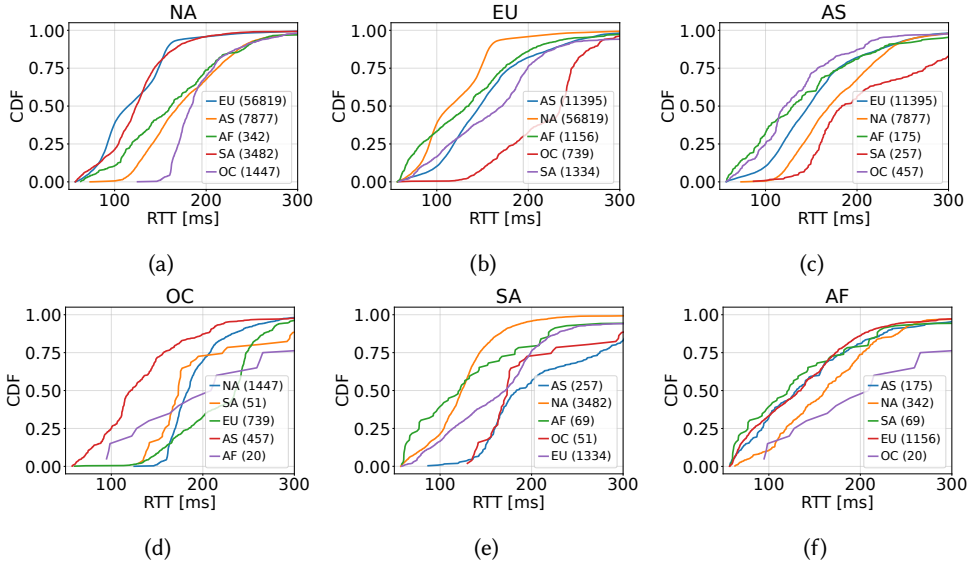 NA
CDF
1.00
0.75
0.50
0.25
0.00
EU (56819)
AS (7877)
AF (342)
SA (3482)
OC (1447)
100
200
300
RTT [ms]
(a)
EU
CDF
1.00
0.75
0.50
0.25
0.00
AS (11395)
NA (56819)
AF (1156)
OC (739)
SA (1334)
100
200
300
RTT [ms]
(b)
AS
CDF
1.00
0.75
0.50
0.25
0.00
EU (11395)
NA (7877)
AF (175)
SA (257)
OC (457)
100
200
300
RTT [ms]
(c)
OC
CDF
1.00
0.75
0.50
0.25
0.00
NA (1447)
SA (51)
EU (739)
AS (457)
AF (20)
100
200
300
RTT [ms]
(d)
SA
CDF
1.00
0.75
0.50
0.25
0.00
AS (257)
NA (3482)
AF (69)
OC (51)
EU (1334)
100
200
300
RTT [ms]
(e)
AF
CDF
1.00
0.75
0.50
0.25
0.00
AS (175)
NA (342)
SA (69)
EU (1156)
OC (20)
100
200
300
RTT [ms]
(f)